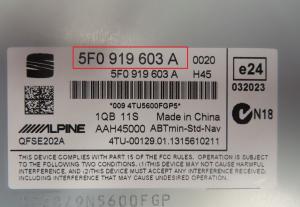 5F0 919 603 A 0020
5F0 919 603 A H45
e24
032023
*009 4TU5600FGP5*
N18
1QB 11S Made in China
ALPINE AAH45000 ABTmin-Std-Nav
QFSE202A 4TU-00129.01.1315610211
THIS DEVICE COMPLIES WITH PART 15 OF THE FCC RULES. OPERATION IS
SUBJECT TO THE FOLLOWING TWO CONDITIONS: (1) THIS DEVICE MAY NOT
CAUSE HARMFUL INTERFERENCE, AND (2) THIS DEVICE MUST ACCEPT ANY
INTERFERENCE RECEIVED, INCLUDING INTERFERENCE THAT MAY CAUSE
UNDESIRED OPERATION.